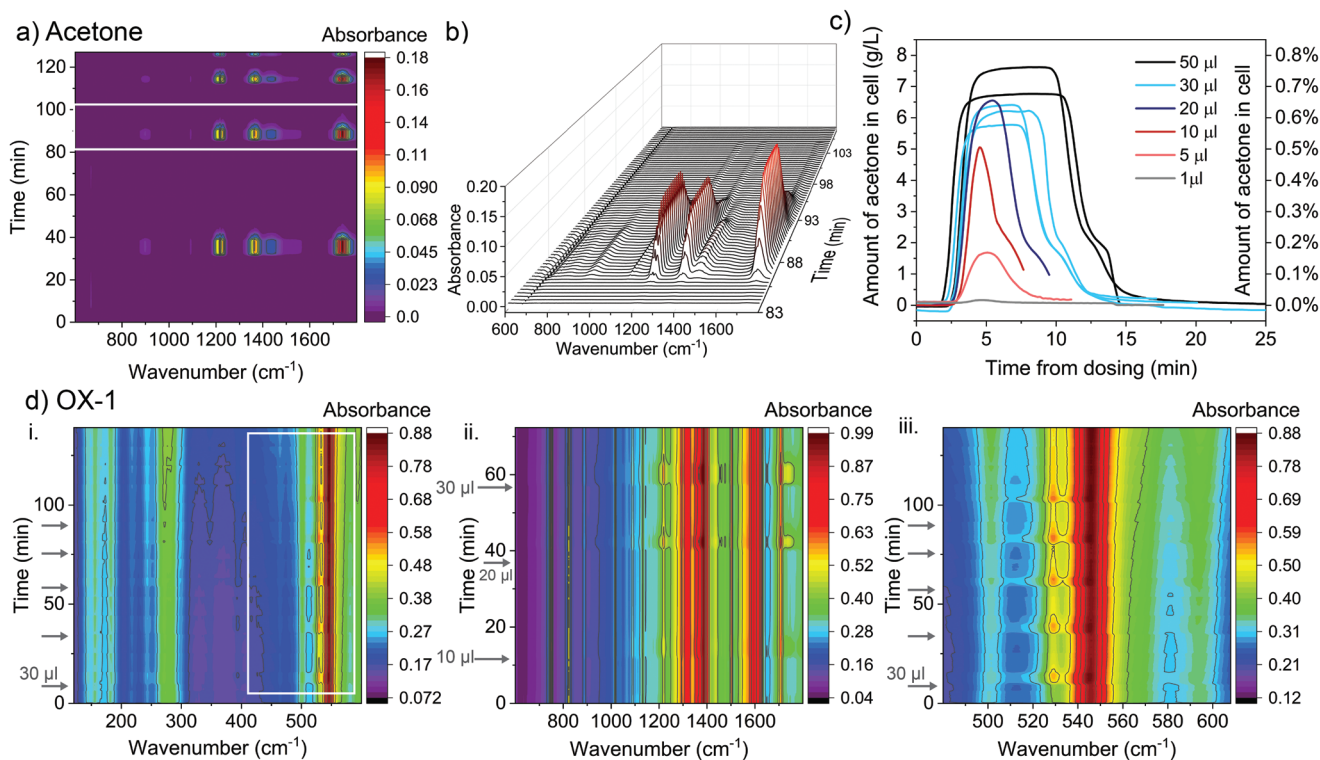 a) Acetone
Absorbance
0.18
0.16
0.14
0.11
0.090
0.068
0.045
0.023
0.0
120
100
80
60
40
20
0
Time (min)
800 1000 1200 1400 1600
Wavenumber (cm⁻¹)
b)
0.20
0.15
0.10
0.05
0.00
Absorbance
600 800 1000 1200 1400 1600
Wavenumber (cm⁻¹)
83
88
93
98
103
Time (min)
c)
8
7
6
5
4
3
2
1
0
Amount of acetone in cell (g/L)
50 µl
30 µl
20 µl
10 µl
5 µl
1µl
0.8%
0.7%
0.6%
0.5%
0.4%
0.3%
0.2%
0.1%
0.0%
Amount of acetone in cell
0 5 10 15 20 25
Time from dosing (min)
d) OX-1
i.
Absorbance
0.88
0.78
0.68
0.58
0.48
0.37
0.27
0.17
0.072
100
50
0
Time (min)
30 µl
200 300 400 500
Wavenumber (cm⁻¹)
ii.
Absorbance
0.99
0.87
0.75
0.63
0.52
0.40
0.28
0.16
0.04
60
40
20
0
Time (min)
30 µl
20 µl
10 µl
800 1000 1200 1400 1600
Wavenumber (cm⁻¹)
iii.
Absorbance
0.88
0.78
0.69
0.59
0.50
0.40
0.31
0.21
0.12
100
50
0
Time (min)
30 µl
500 520 540 560 580 600
Wavenumber (cm⁻¹)